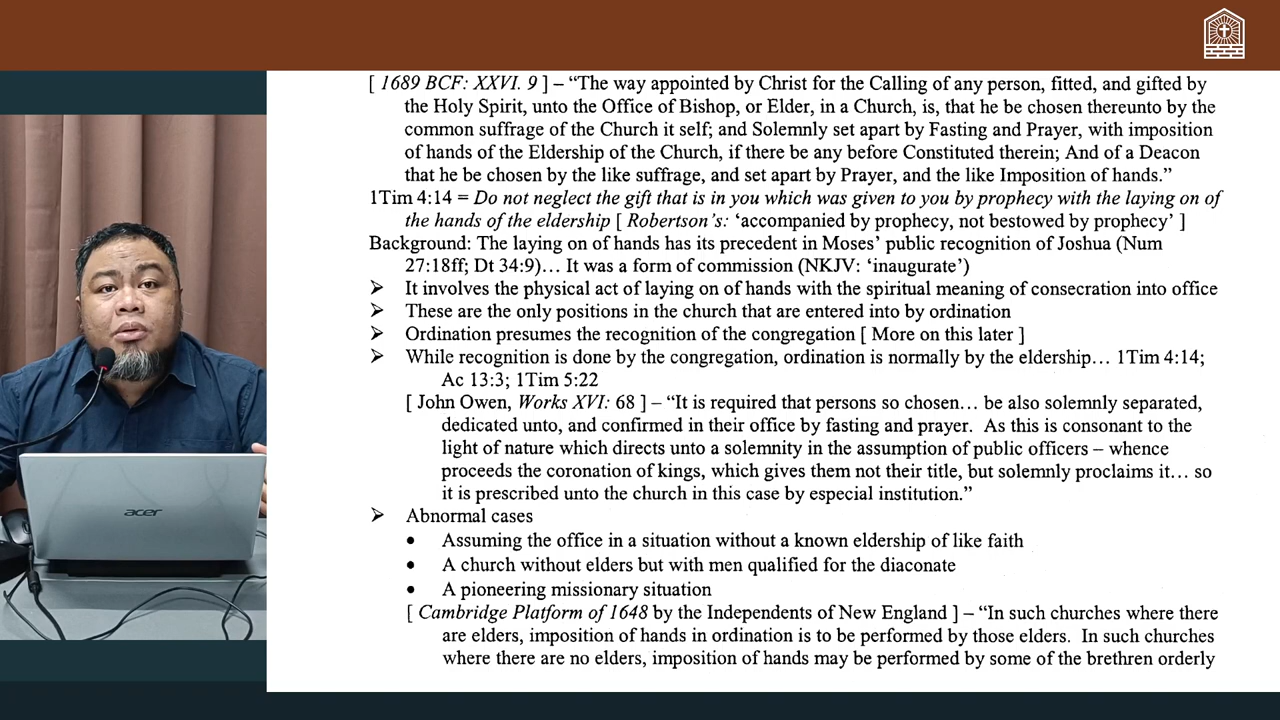 [ 1689 BCF: XXVI. 9 ] – “The way appointed by Christ for the Calling of any person, fitted, and gifted by
the Holy Spirit, unto the Office of Bishop, or Elder, in a Church, is, that he be chosen thereunto by the
common suffrage of the Church it self; and Solemnly set apart by Fasting and Prayer, with imposition
of hands of the Eldership of the Church, if there be any before Constituted therein; And of a Deacon
that he be chosen by the like suffrage, and set apart by Prayer, and the like Imposition of hands.”
1Tim 4:14 = Do not neglect the gift that is in you which was given to you by prophecy with the laying on of
the hands of the eldership [ Robertson’s: ‘accompanied by prophecy, not bestowed by prophecy’ ]
Background: The laying on of hands has its precedent in Moses’ public recognition of Joshua (Num
27:18ff; Dt 34:9)… It was a form of commission (NKJV: ‘inaugurate’)
➢ It involves the physical act of laying on of hands with the spiritual meaning of consecration into office
➢ These are the only positions in the church that are entered into by ordination
➢ Ordination presumes the recognition of the congregation [ More on this later ]
➢ While recognition is done by the congregation, ordination is normally by the eldership… 1Tim 4:14;
Ac 13:3; 1Tim 5:22
[ John Owen, Works XVI: 68 ] – “It is required that persons so chosen… be also solemnly separated,
dedicated unto, and confirmed in their office by fasting and prayer. As this is consonant to the
light of nature which directs unto a solemnity in the assumption of public officers – whence
proceeds the coronation of kings, which gives them not their title, but solemnly proclaims it… so
it is prescribed unto the church in this case by especial institution.”
➢ Abnormal cases
• Assuming the office in a situation without a known eldership of like faith
• A church without elders but with men qualified for the diaconate
• A pioneering missionary situation
[ Cambridge Platform of 1648 by the Independents of New England ] – “In such churches where there
are elders, imposition of hands in ordination is to be performed by those elders. In such churches
where there are no elders, imposition of hands may be performed by some of the brethren orderly
acer